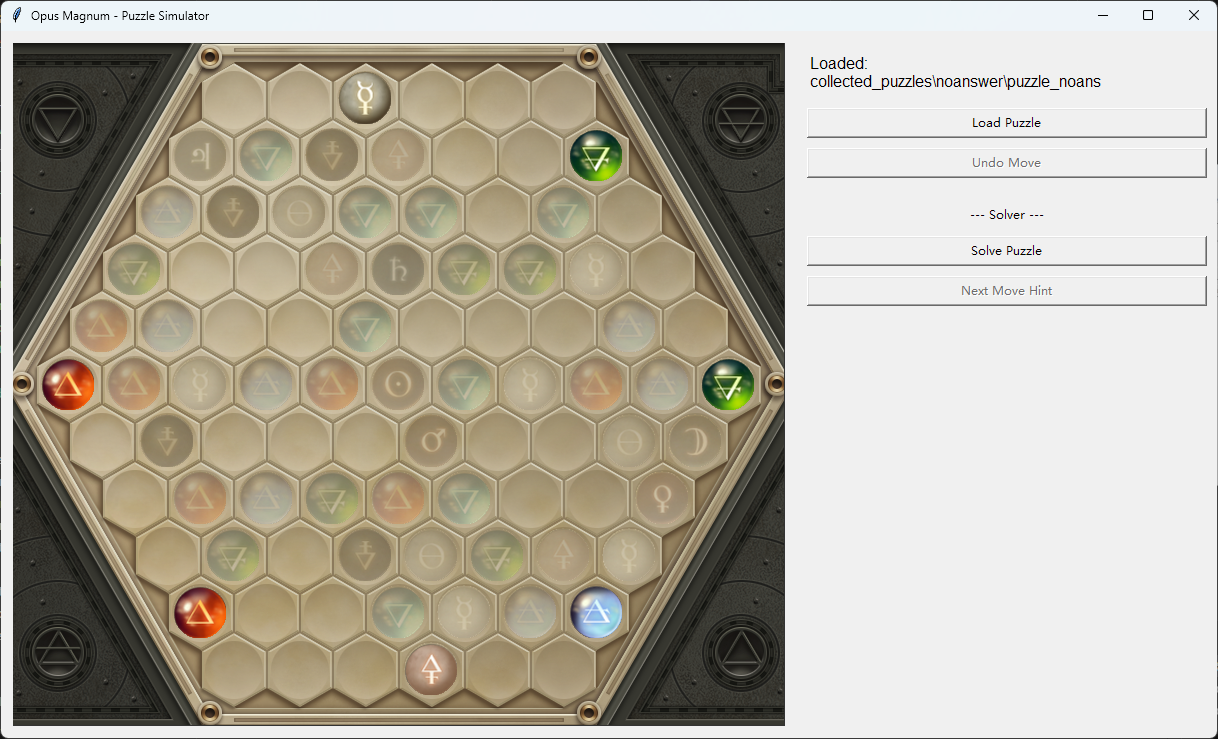 Opus Magnum - Puzzle Simulator
Loaded:
collected_puzzles\noanswer\puzzle_noans
Load Puzzle
Undo Move
--- Solver ---
Solve Puzzle
Next Move Hint